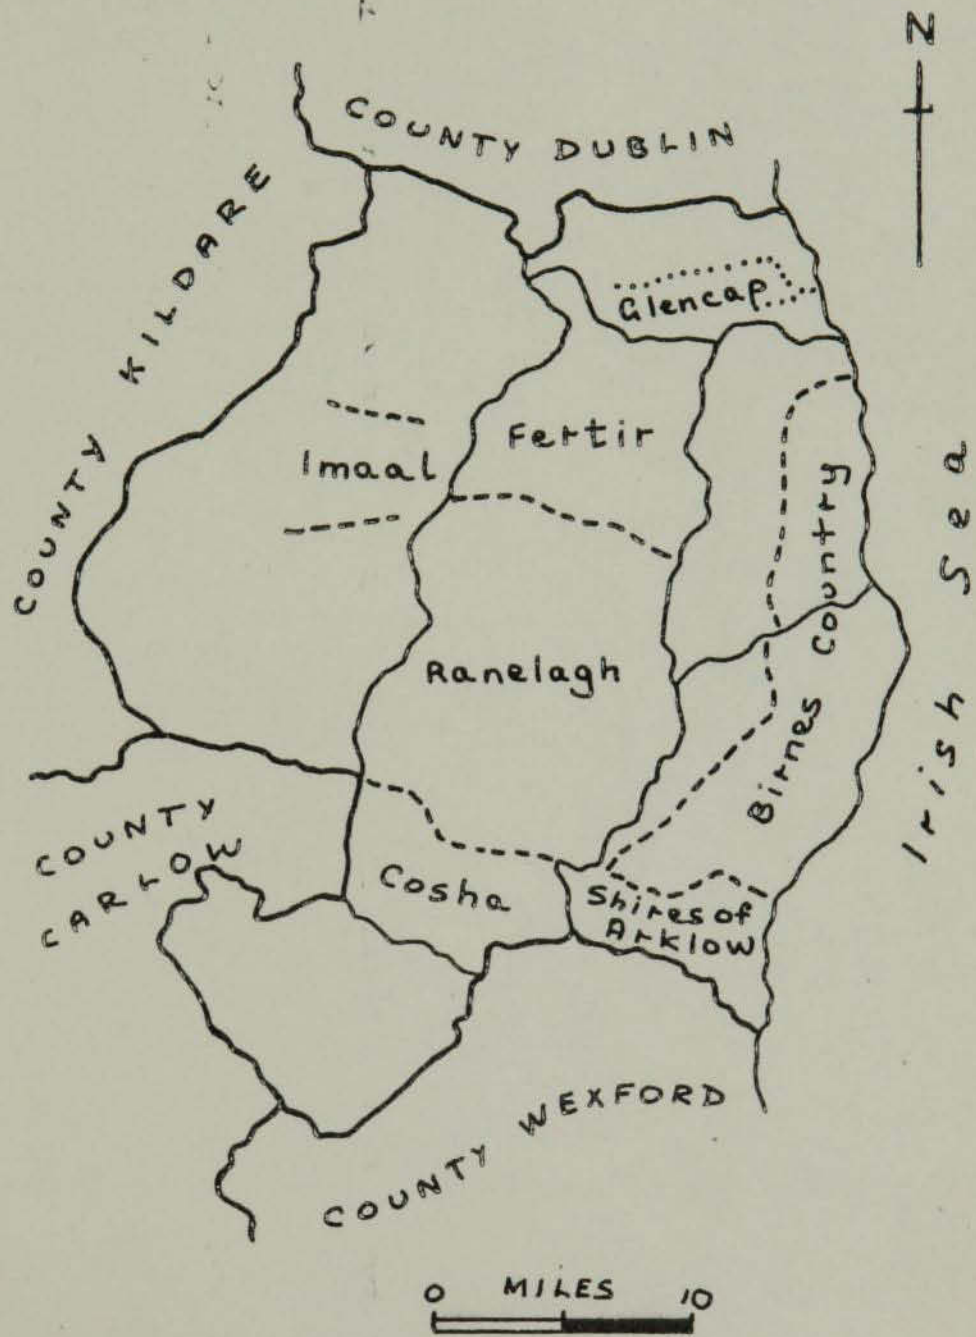 N
COUNTY DUBLIN
COUNTY KILDARE
Glencap
Fertir
Imaal
Birnes Country
Irish Sea
Ranelagh
COUNTY
CARLOW
Cosha
Shires of
Arklow
COUNTY WEXFORD
0 MILES 10